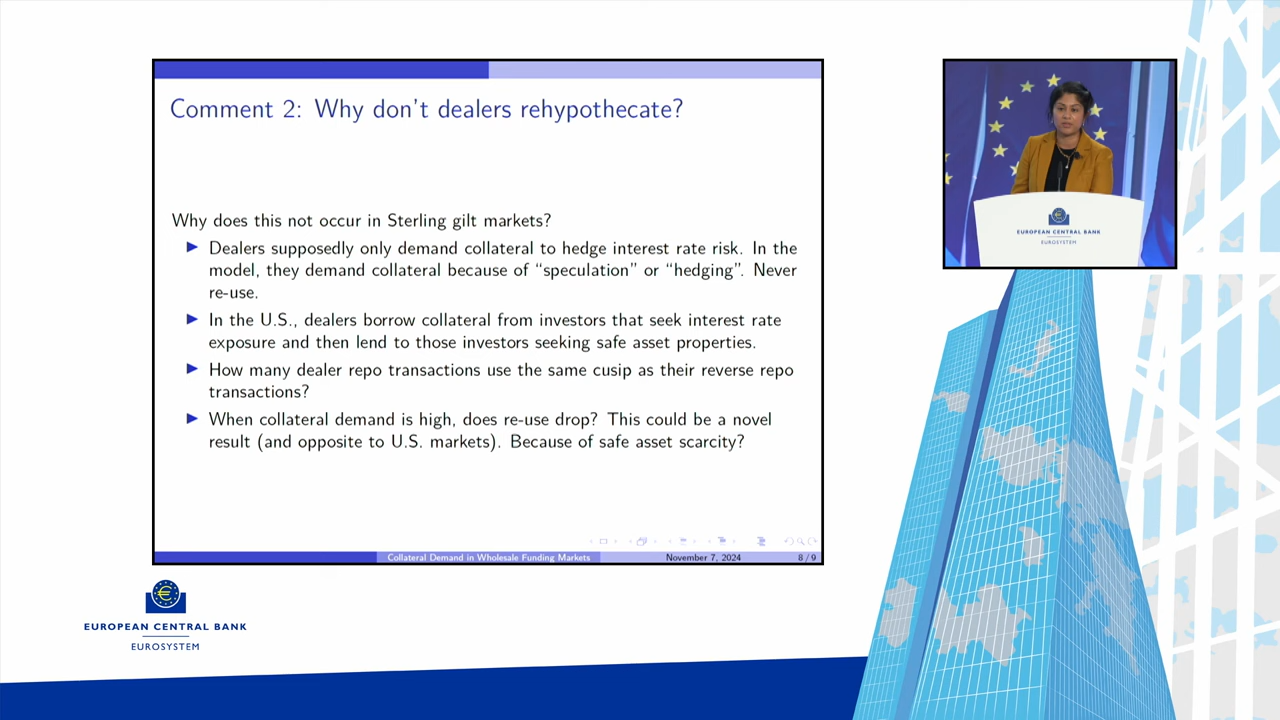 Comment 2: Why don't dealers rehypothecate?
Why does this not occur in Sterling gilt markets?
Dealers supposedly only demand collateral to hedge interest rate risk. In the
model, they demand collateral because of “speculation” or “hedging”. Never
re-use.
In the U.S., dealers borrow collateral from investors that seek interest rate
exposure and then lend to those investors seeking safe asset properties.
How many dealer repo transactions use the same cusip as their reverse repo
transactions?
When collateral demand is high, does re-use drop? This could be a novel
result (and opposite to U.S. markets). Because of safe asset scarcity?
Collateral Demand in Wholesale Funding Markets
November 7, 2024
8 / 9
EUROPEAN CENTRAL BANK
EUROSYSTEM
EUROPEAN CENTRAL BANK
EUROSYSTEM